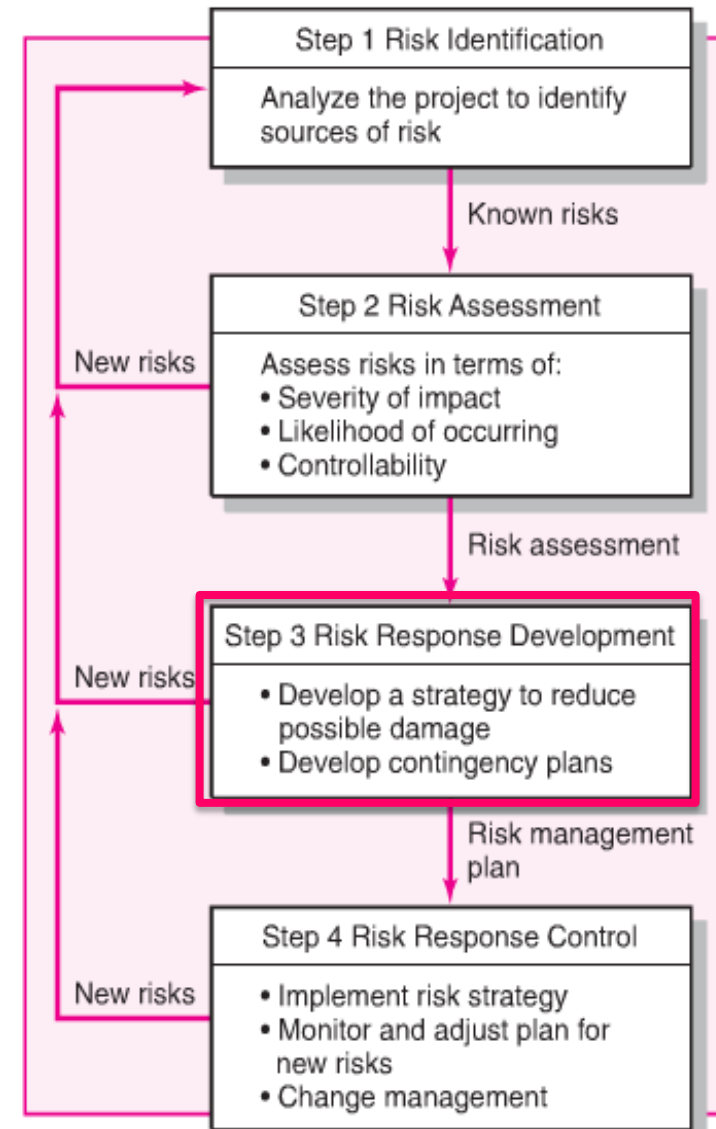 Step 1 Risk Identification
Analyze the project to identify
sources of risk
Known risks
Step 2 Risk Assessment
New risks
Assess risks in terms of:
• Severity of impact
• Likelihood of occurring
• Controllability
Risk assessment
Step 3 Risk Response Development
New risks
• Develop a strategy to reduce
possible damage
• Develop contingency plans
Risk management
plan
Step 4 Risk Response Control
New risks
• Implement risk strategy
• Monitor and adjust plan for
new risks
• Change management